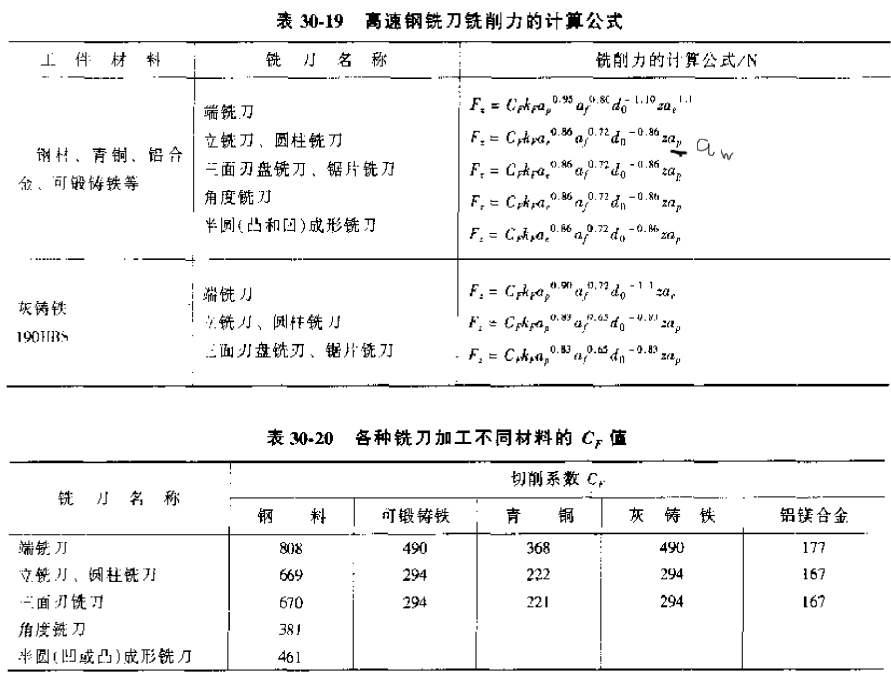 表 30-19 高速钢铣刀铣削力的计算公式
工 件 材 料 铣 刀 名 称 铣削力的计算公式/N
钢材、青铜、铝合金、可锻铸铁等
端铣刀 F_z = C_F k_F a_p^0.95 a_f^0.80 d_0^-1.10 z a_e^1.1
立铣刀、圆柱铣刀 F_z = C_F k_F a_e^0.86 a_f^0.72 d_0^-0.86 z a_p a_w
三面刃盘铣刀、锯片铣刀 F_z = C_F k_F a_e^0.86 a_f^0.72 d_0^-0.86 z a_p
角度铣刀 F_z = C_F k_F a_e^0.86 a_f^0.72 d_0^-0.86 z a_p
半圆(凸和凹)成形铣刀 F_z = C_F k_F a_e^0.86 a_f^0.72 d_0^-0.86 z a_p
灰铸铁
190HBS
端铣刀 F_z = C_F k_F a_p^0.90 a_f^0.72 d_0^-1.1 z a_e
立铣刀、圆柱铣刀 F_z = C_F k_F a_p^0.83 a_f^0.65 d_0^-0.83 z a_p
三面刃盘铣刀、锯片铣刀 F_z = C_F k_F a_p^0.83 a_f^0.65 d_0^-0.83 z a_p
表 30-20 各种铣刀加工不同材料的 C_F 值
铣 刀 名 称 切削系数 C_F
钢 料 可锻铸铁 青 铜 灰 铸 铁 铝镁合金
端铣刀 808 490 368 490 177
立铣刀、圆柱铣刀 669 294 222 294 167
三面刃铣刀 670 294 221 294 167
角度铣刀 381
半圆(凹或凸)成形铣刀 461